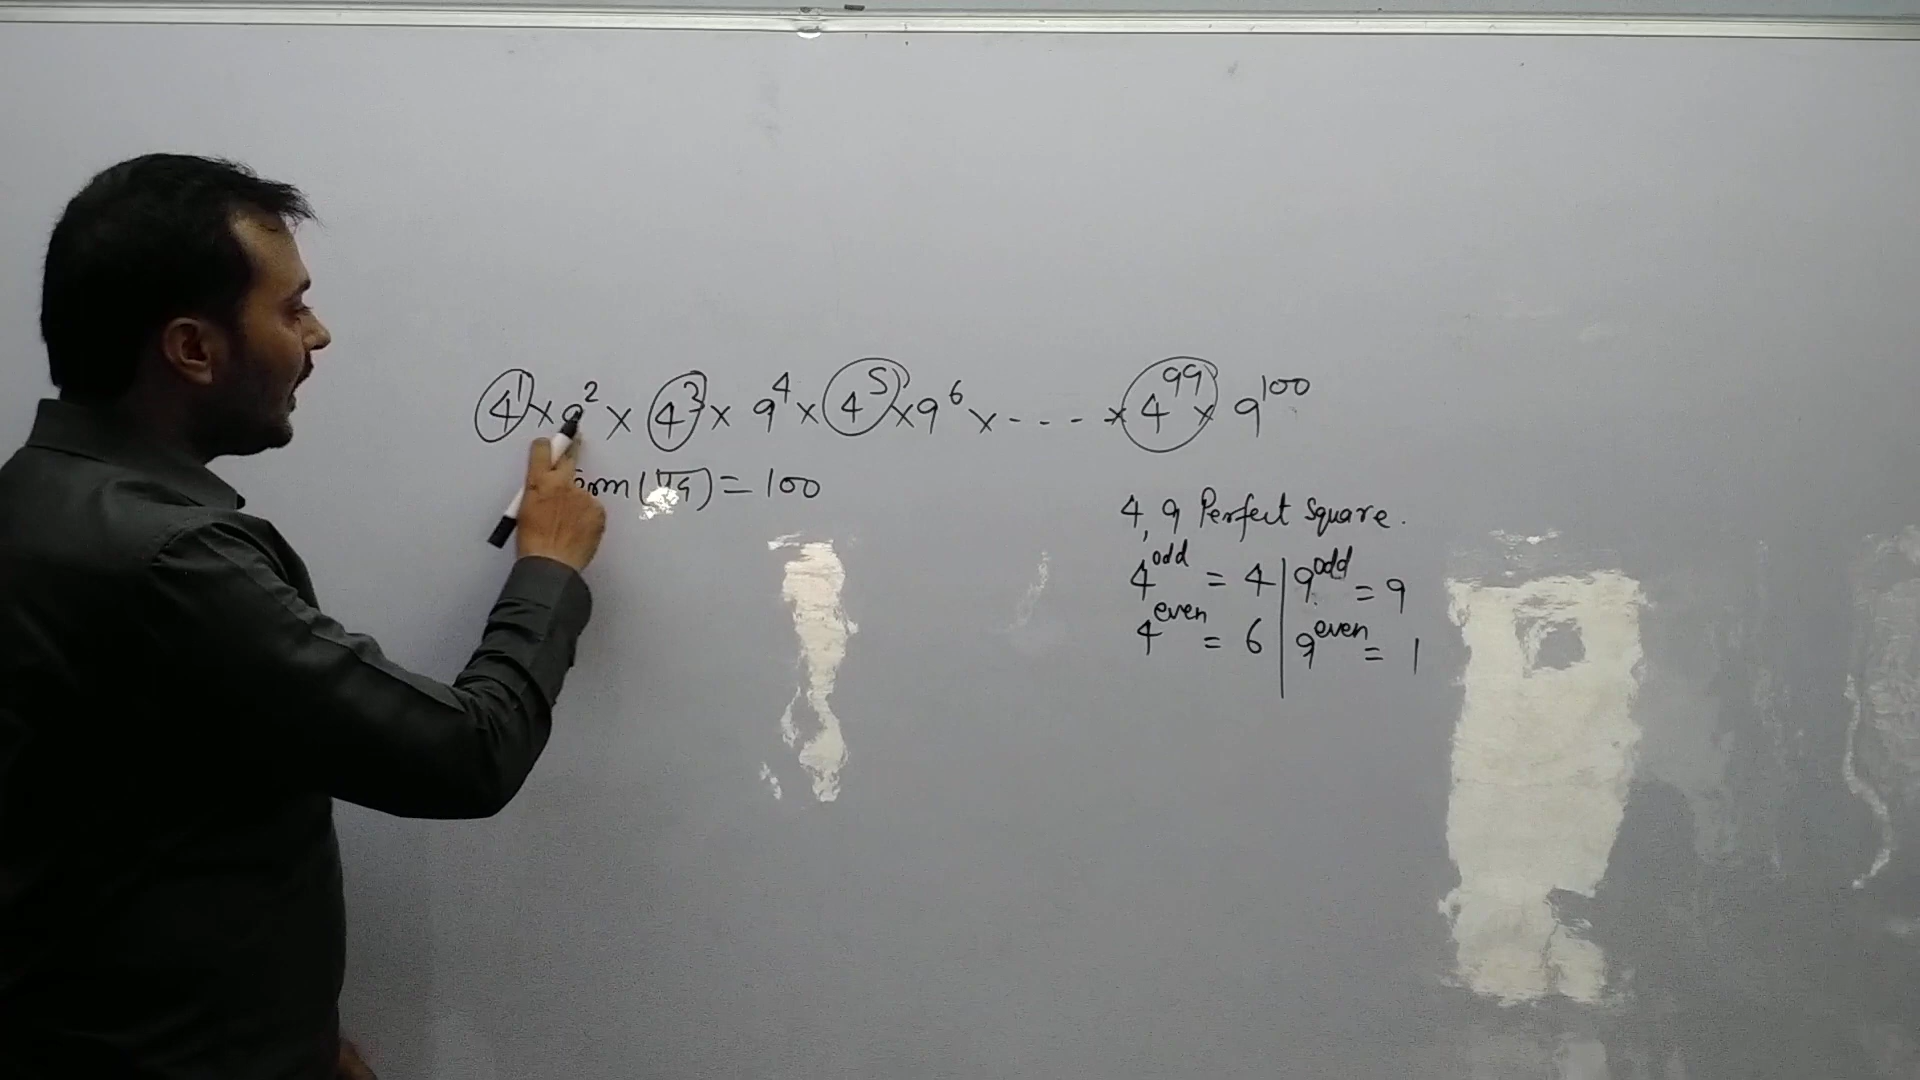 4¹ × 9² × 4³ × 9⁴ × 4⁵ × 9⁶ × - - - - × 4⁹⁹ × 9¹⁰⁰
= 100
4, 9 Perfect Square.
4^odd = 4 | 9^odd = 9
4^even = 6 | 9^even = 1